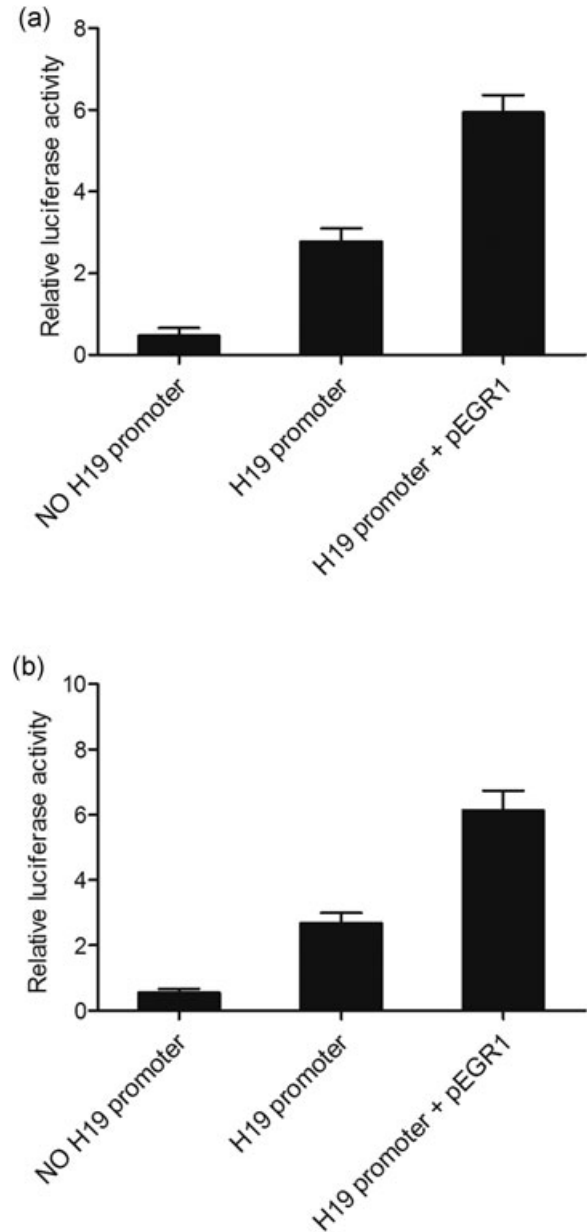 (a)
Relative luciferase activity
8
6
4
2
0
NO H19 promoter
H19 promoter
H19 promoter + pEGR1
(b)
Relative luciferase activity
10
8
6
4
2
0
NO H19 promoter
H19 promoter
H19 promoter + pEGR1